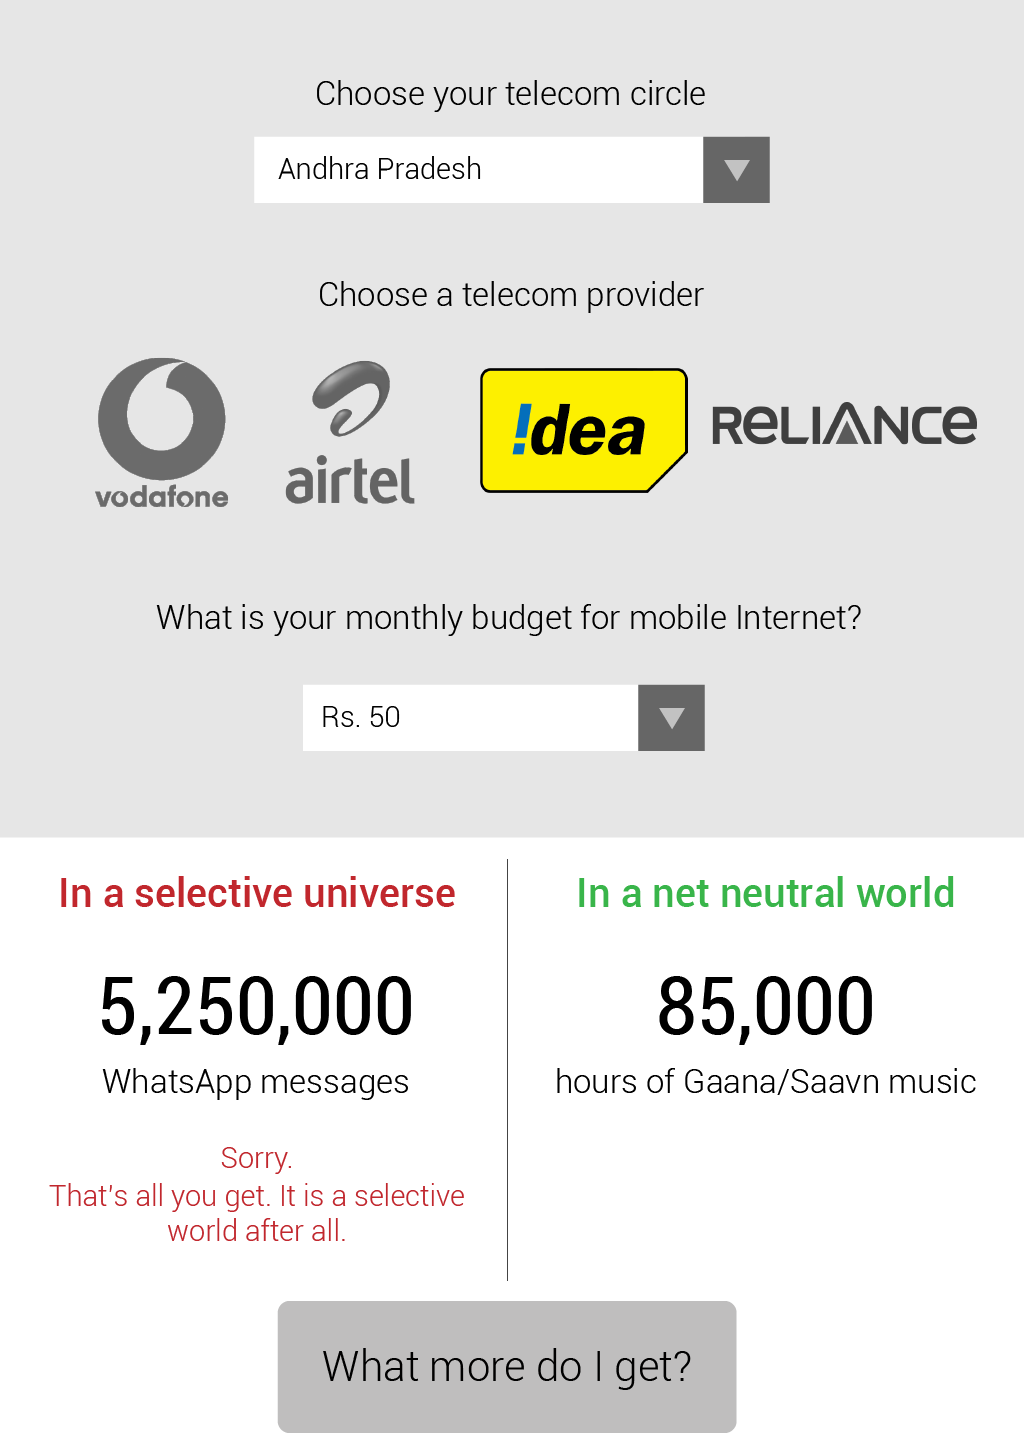 Choose your telecom circle
Andhra Pradesh
Choose a telecom provider
vodafone
airtel
!dea
RELIANCE
What is your monthly budget for mobile Internet?
Rs. 50
In a selective universe
5,250,000
WhatsApp messages
Sorry.
That's all you get. It is a selective
world after all.
In a net neutral world
85,000
hours of Gaana/Saavn music
What more do I get?